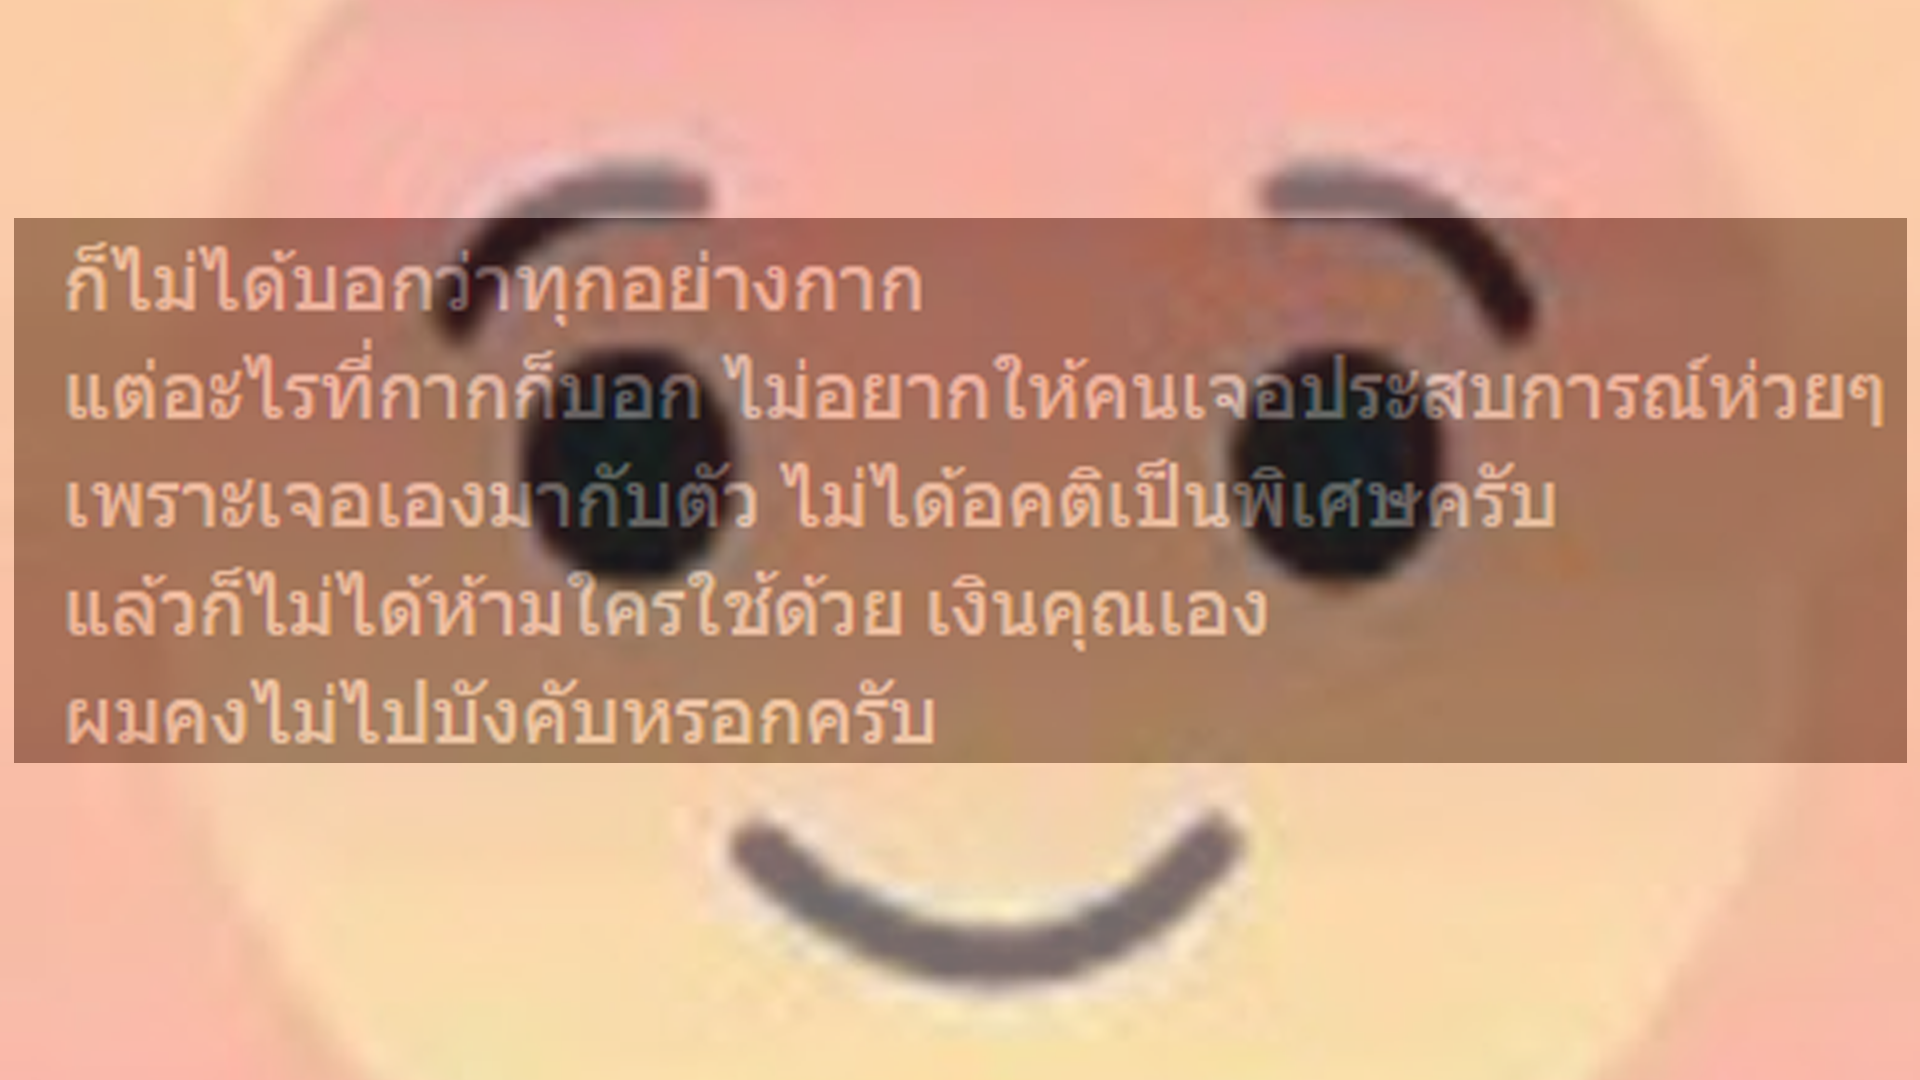 ก็ไม่ได้บอกว่าทุกอย่างกาก
แต่อะไรที่กากก็บอก ไม่อยากให้คนเจอประสบการณ์ห่วยๆ
เพราะเจอเองมากับตัว ไม่ได้อคติเป็นพิเศษครับ
แล้วก็ไม่ได้ห้ามใครใช้ด้วย เงินคุณเอง
ผมคงไม่ไปบังคับหรอกครับ